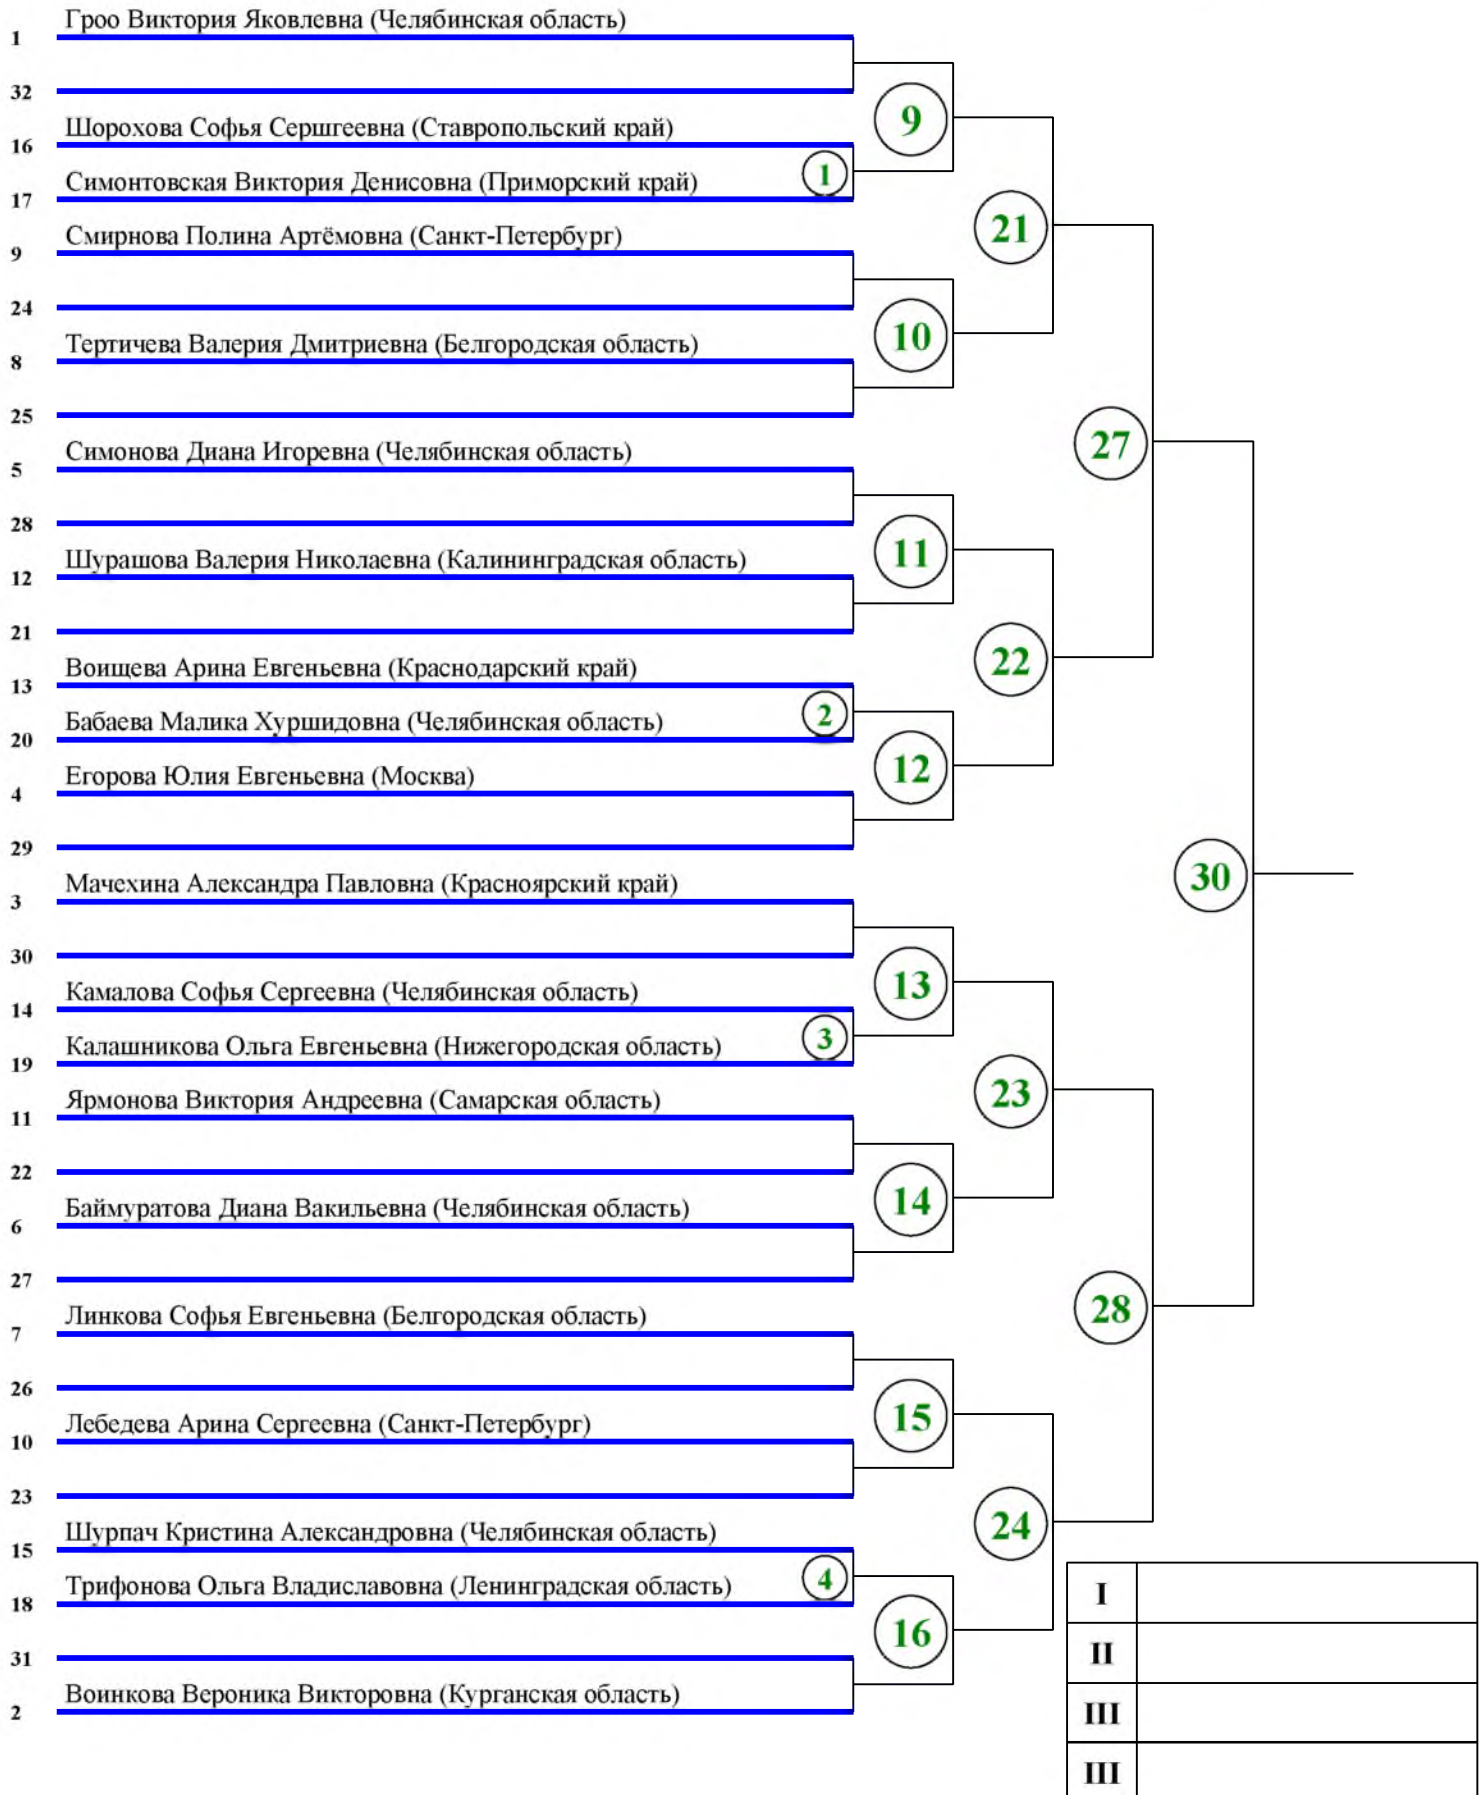 Гроо Виктория Яковлевна (Челябинская область)
1
32
9
Шорохова Софья Сершгеевна (Ставропольский край)
16
1
Симонтовская Виктория Денисовна (Приморский край)
17
21
Смирнова Полина Артёмовна (Санкт-Петербург)
9
24
10
Тертичева Валерия Дмитриевна (Белгородская область)
8
25
27
Симонова Диана Игоревна (Челябинская область)
5
28
11
Шурашова Валерия Николаевна (Калининградская область)
12
21
22
Воищева Арина Евгеньевна (Краснодарский край)
13
2
Бабаева Малика Хуршидовна (Челябинская область)
20
12
Егорова Юлия Евгеньевна (Москва)
4
29
30
Мачехина Александра Павловна (Красноярский край)
3
30
13
Камалова Софья Сергеевна (Челябинская область)
14
3
Калашникова Ольга Евгеньевна (Нижегородская область)
19
23
Ярмонова Виктория Андреевна (Самарская область)
11
22
14
Баймуратова Диана Вакильевна (Челябинская область)
6
27
28
Линкова Софья Евгеньевна (Белгородская область)
7
26
15
Лебедева Арина Сергеевна (Санкт-Петербург)
10
23
24
Шурпач Кристина Александровна (Челябинская область)
15
4
Трифонова Ольга Владиславовна (Ленинградская область)
18
16
31
Воинкова Вероника Викторовна (Курганская область)
2
I
II
III
III